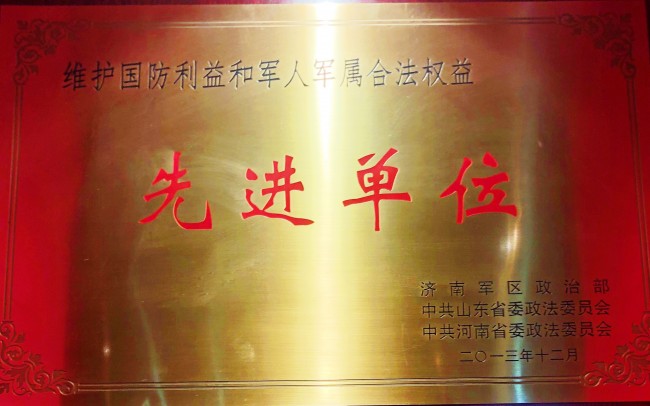 维护国防利益和军人军属合法权益
先进单位
济南军区政治部
中共山东省委政法委员会
中共河南省委政法委员会
二〇一三年十二月